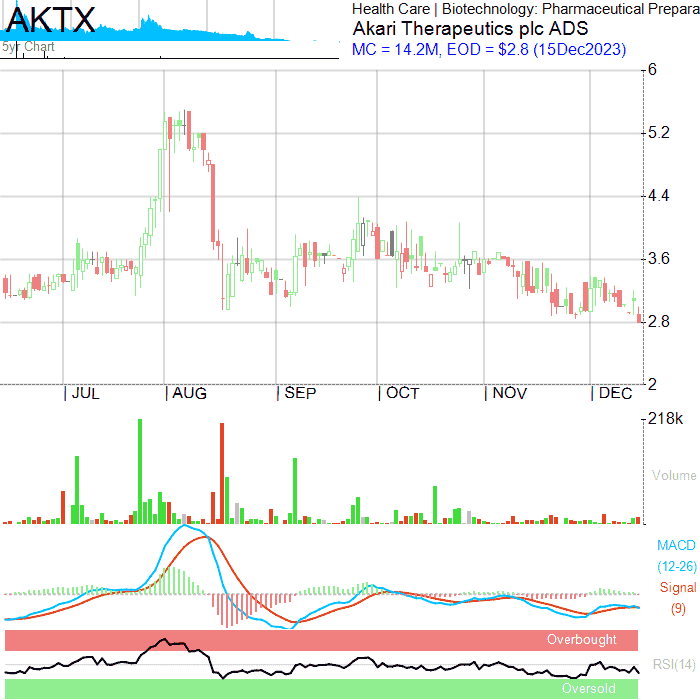 AKTX
5yr Chart
Health Care | Biotechnology: Pharmaceutical Prepara
Akari Therapeutics plc ADS
MC = 14.2M, EOD = $2.8 (15Dec2023)
6
5.2
4.4
3.6
2.8
2
JUL AUG SEP OCT NOV DEC
218k
Volume
MACD
(12-26)
Signal
(9)
Overbought
RSI(14)
Oversold